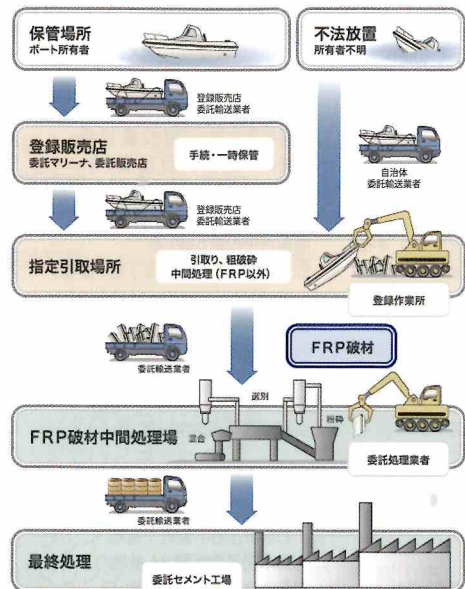 保管場所
ボート所有者
不法放置
所有者不明
登録販売店
委託輸送業者
登録販売店
委託マリーナ、委託販売店
手続・一時保管
自治体
委託輸送業者
登録販売店
委託輸送業者
指定引取場所
引取り、粗破砕
中間処理(FRP以外)
登録作業所
FRP破材
委託輸送業者
選別
粉砕
混合
FRP破材中間処理場
委託処理業者
委託輸送業者
最終処理
委託セメント工場